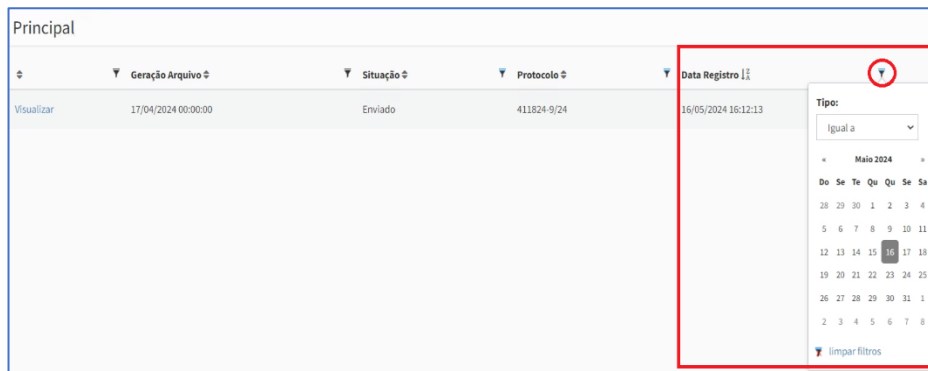 Principal
Geração Arquivo Situação Protocolo Data Registro
Visualizar 17/04/2024 00:00:00 Enviado 411824-9/24 16/05/2024 16:12:13
Tipo:
Igual a
« Maio 2024 »
Do Se Te Qu Qu Se Sa
28 29 30 1 2 3 4
5 6 7 8 9 10 11
12 13 14 15 16 17 18
19 20 21 22 23 24 25
26 27 28 29 30 31 1
2 3 4 5 6 7 8
limpar filtros